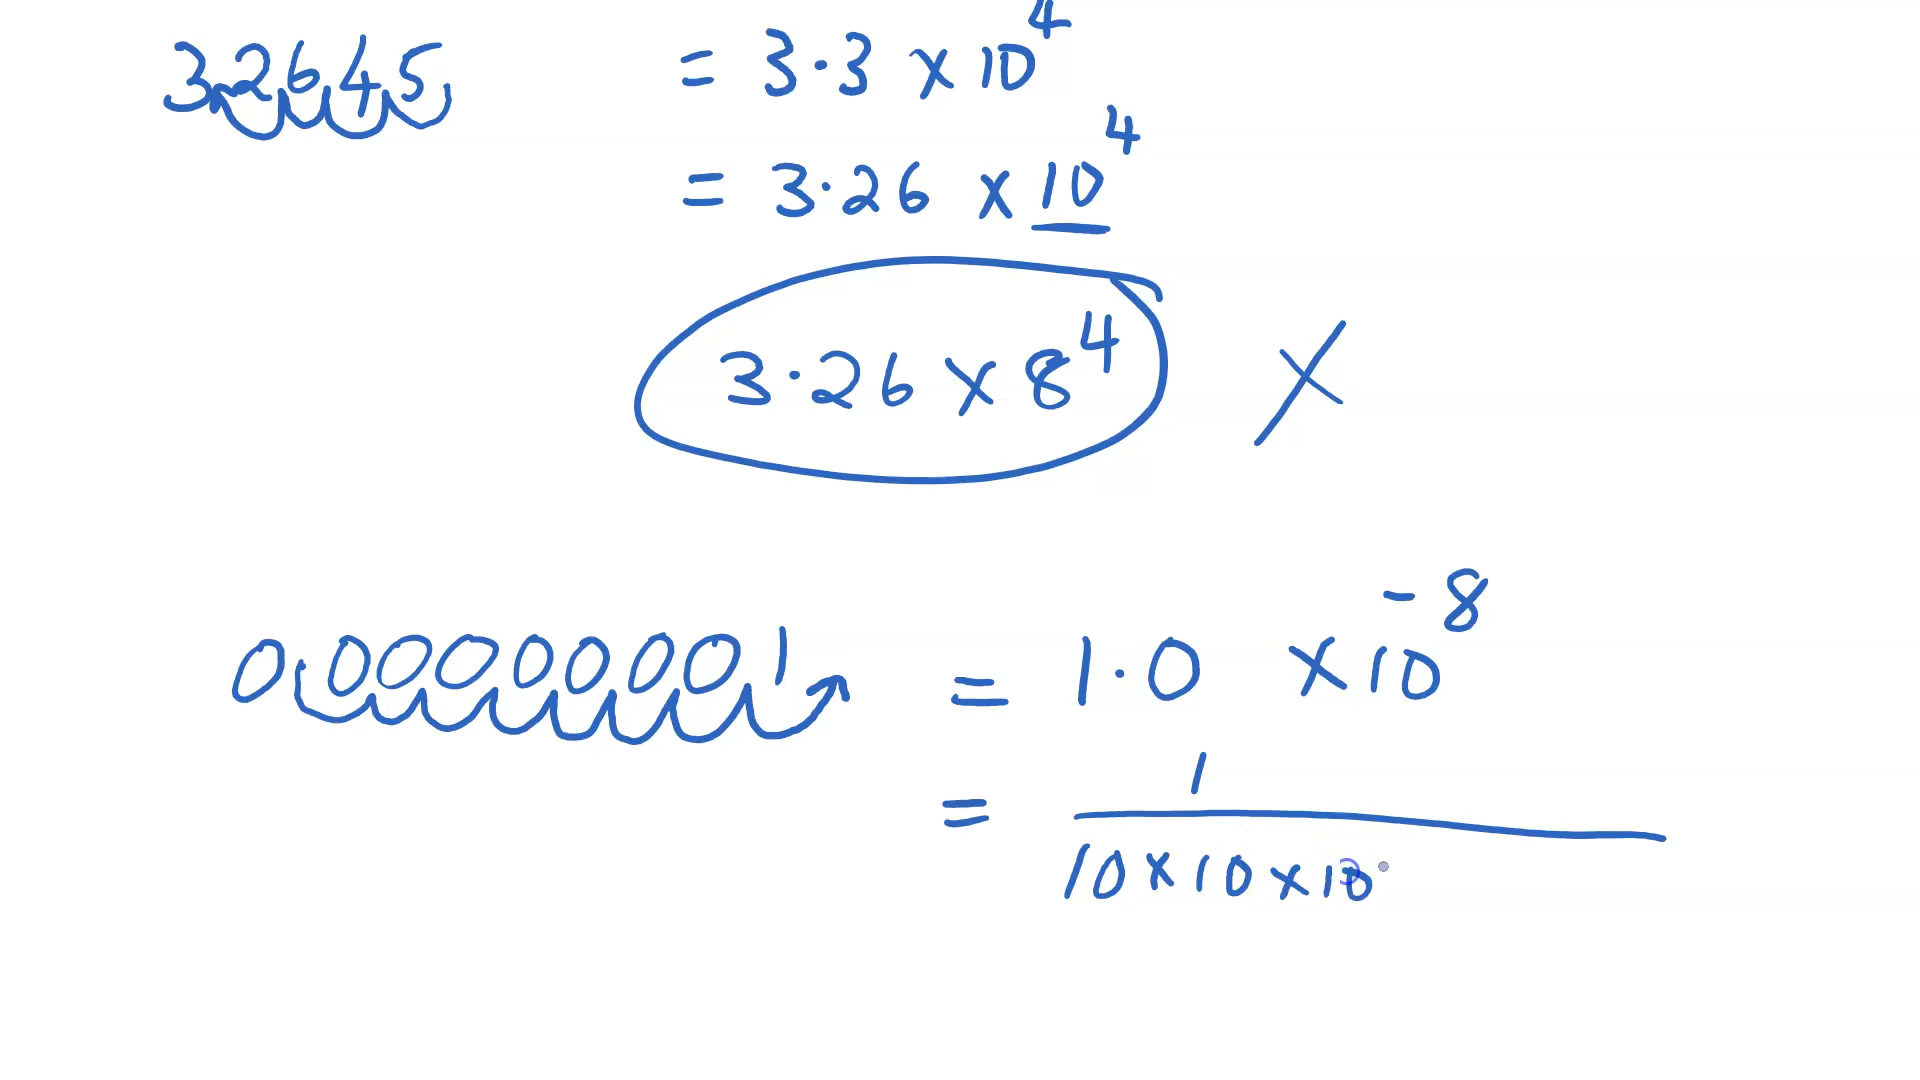 32645 = 3.3 × 10⁴
= 3.26 × 10⁴
3.26 × 8⁴ X
0.00000001 = 1.0 × 10⁻⁸
= 1
10 × 10 × 10